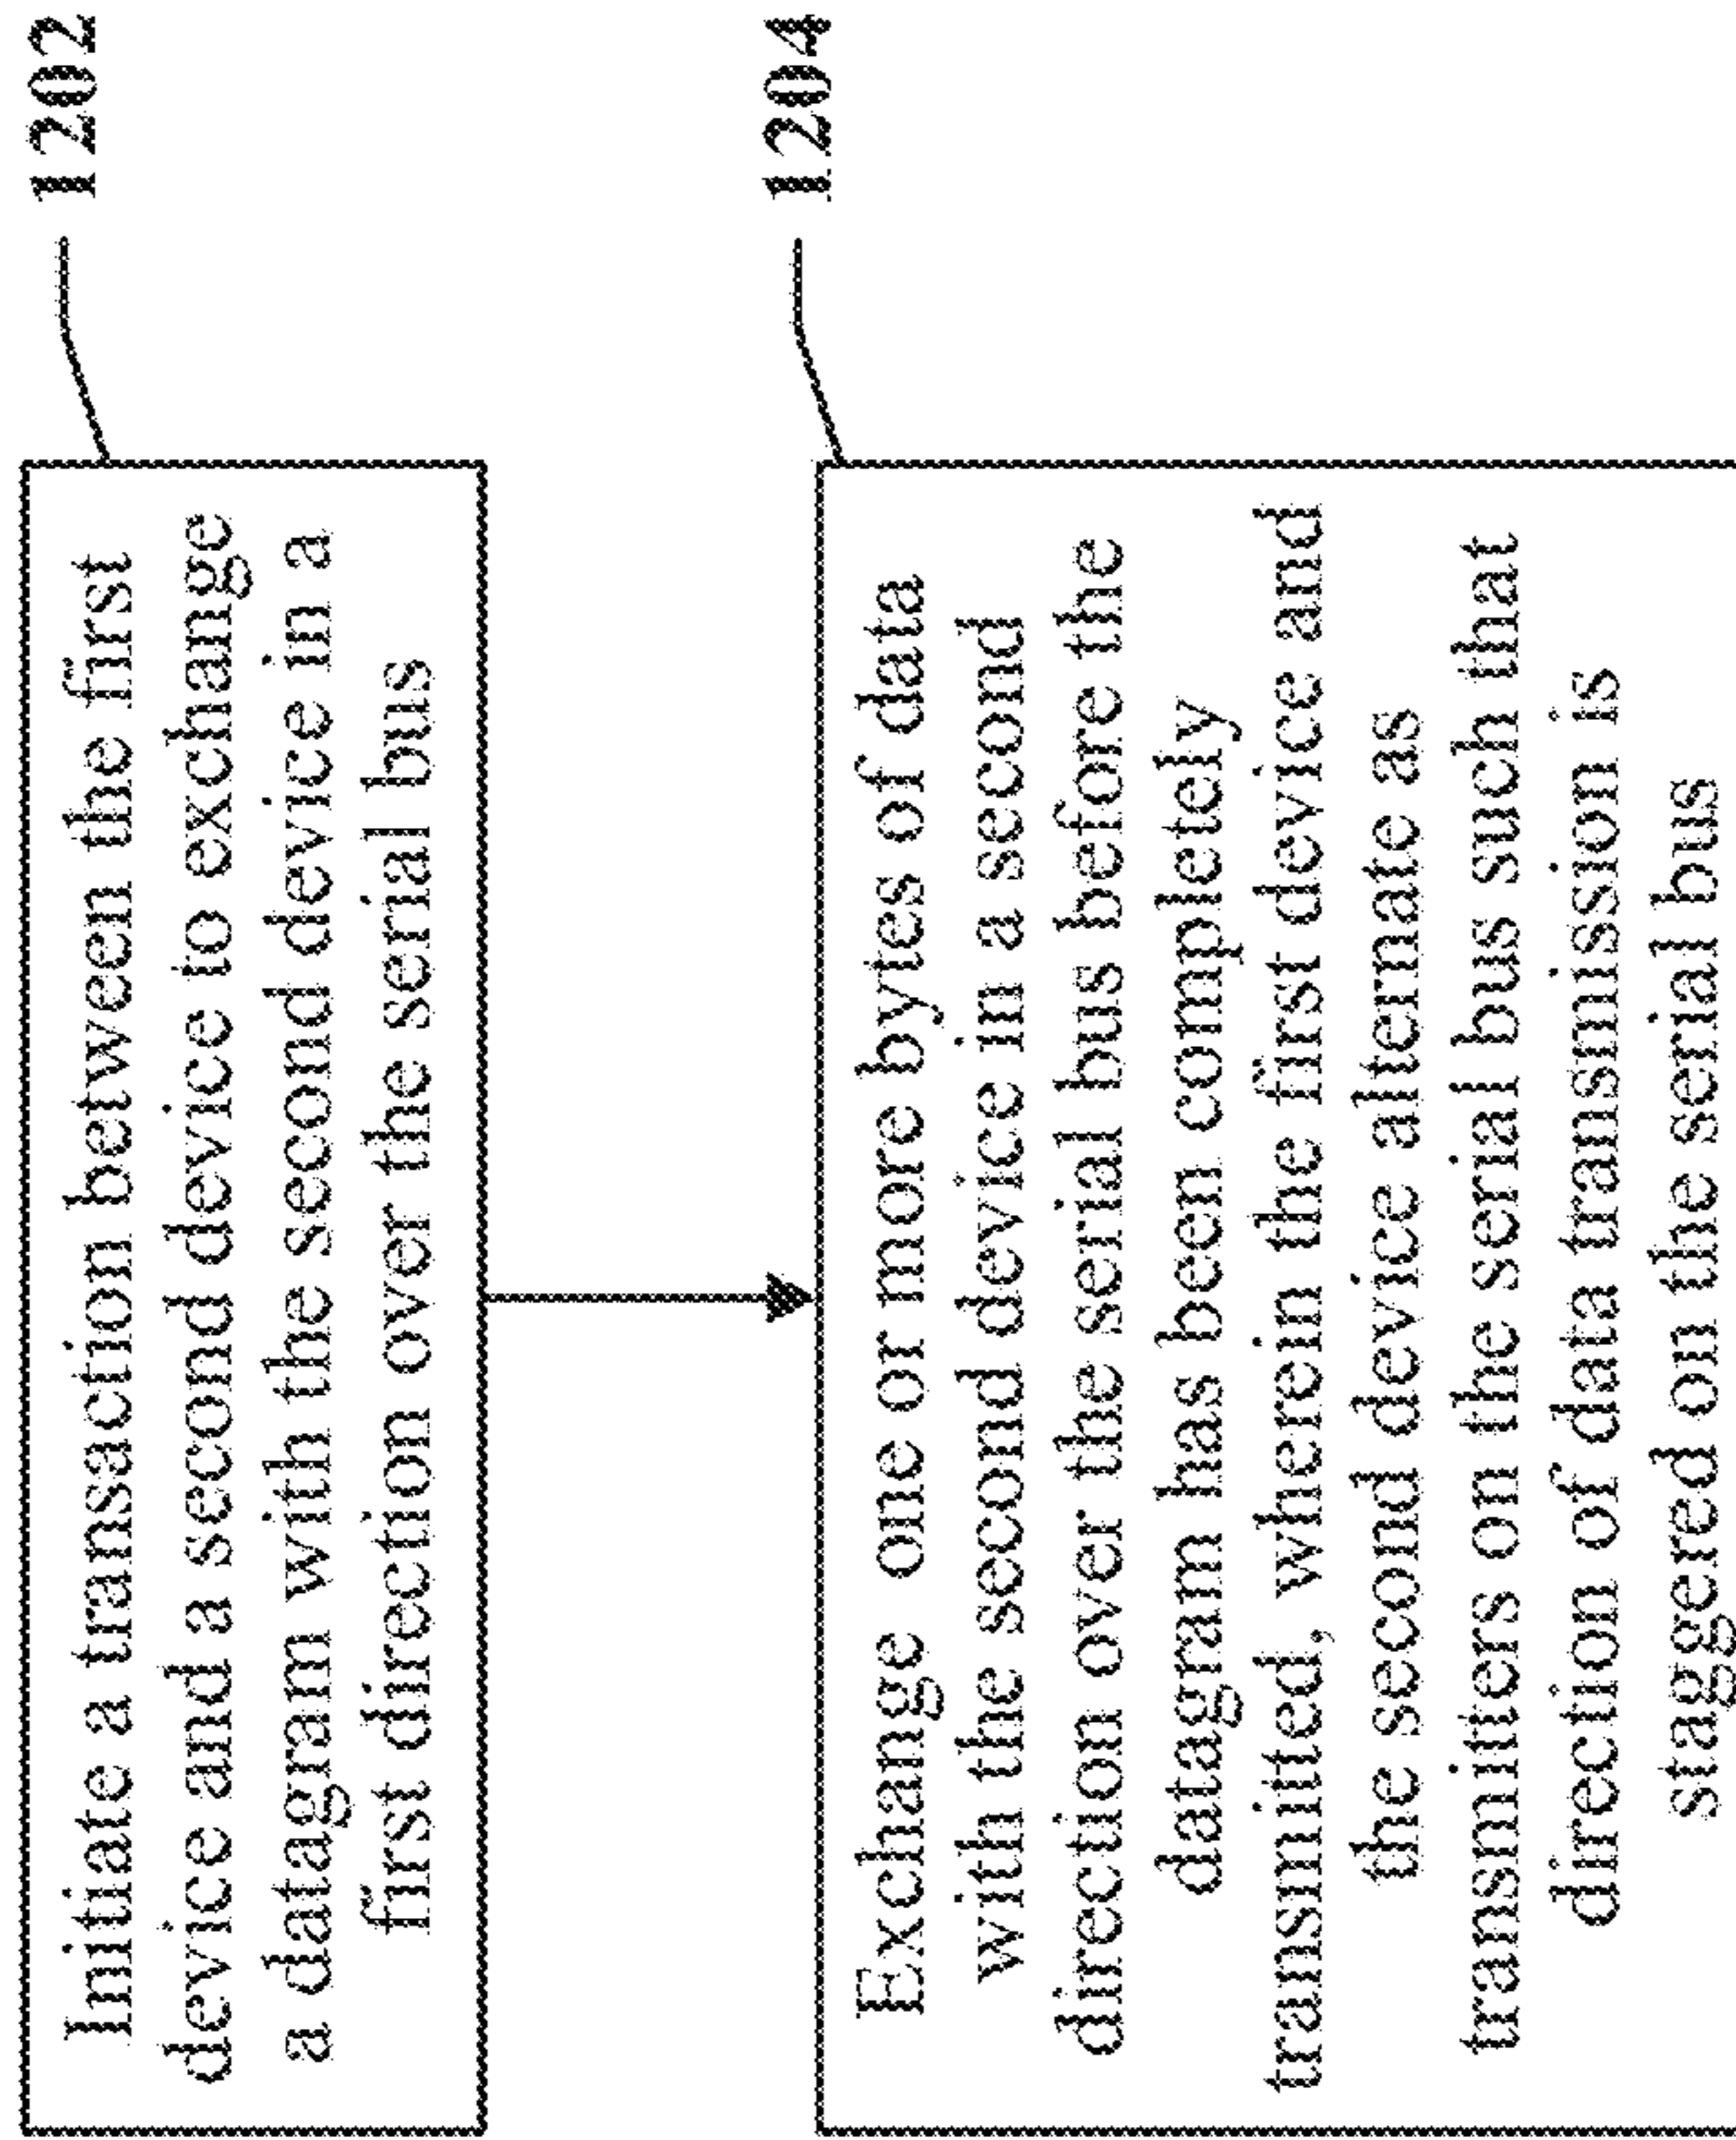 Initiate a transaction between the first
device and a second device to exchange
a datagram with the second device in a
first direction over the serial bus
1202
Exchange one or more bytes of data
with the second device in a second
direction over the serial bus before the
datagram has been completely
transmitted, wherein the first device and
the second device alternate as
transmitters on the serial bus such that
direction of data transmission is
staggered on the serial bus
1204